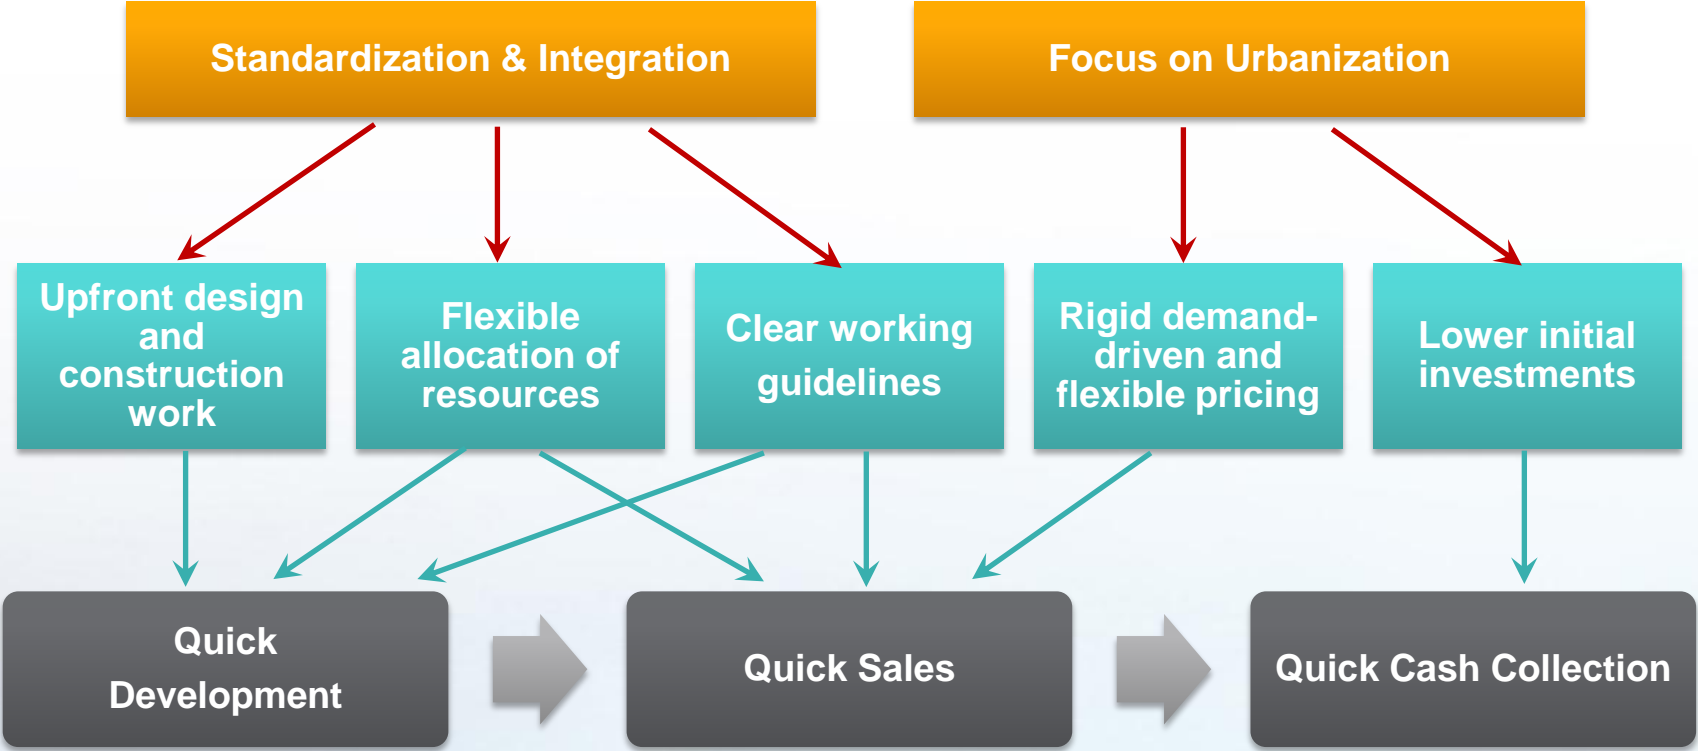 Standardization & Integration
Focus on Urbanization
Upfront design
and
construction
work
Flexible
allocation of
resources
Clear working
guidelines
Rigid demand-
driven and
flexible pricing
Lower initial
investments
Quick
Development
Quick Sales
Quick Cash Collection